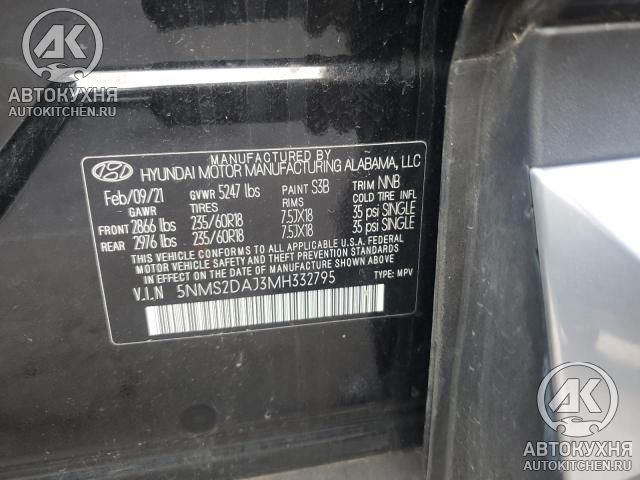 AK
АВТОКУХНЯ
AUTOKITCHEN.RU
MANUFACTURED BY
HYUNDAI MOTOR MANUFACTURING ALABAMA, LLC
Feb/09/21 GVWR 5247 lbs PAINT S3B TRIM NNB
GAWR TIRES RIMS COLD TIRE INFL
FRONT 2866 lbs 235/60R18 7.5JX18 35 psi SINGLE
REAR 2976 lbs 235/60R18 7.5JX18 35 psi SINGLE
THIS VEHICLE CONFORMS TO ALL APPLICABLE U.S.A. FEDERAL
MOTOR VEHICLE SAFETY, BUMPER, AND THEFT PREVENTION
STANDARDS IN EFFECT ON THE DATE OF MANUFACTURE SHOWN ABOVE.
V.I.N 5NMS2DAJ3MH332795 TYPE: MPV
AK
АВТОКУХНЯ
AUTOKITCHEN.RU